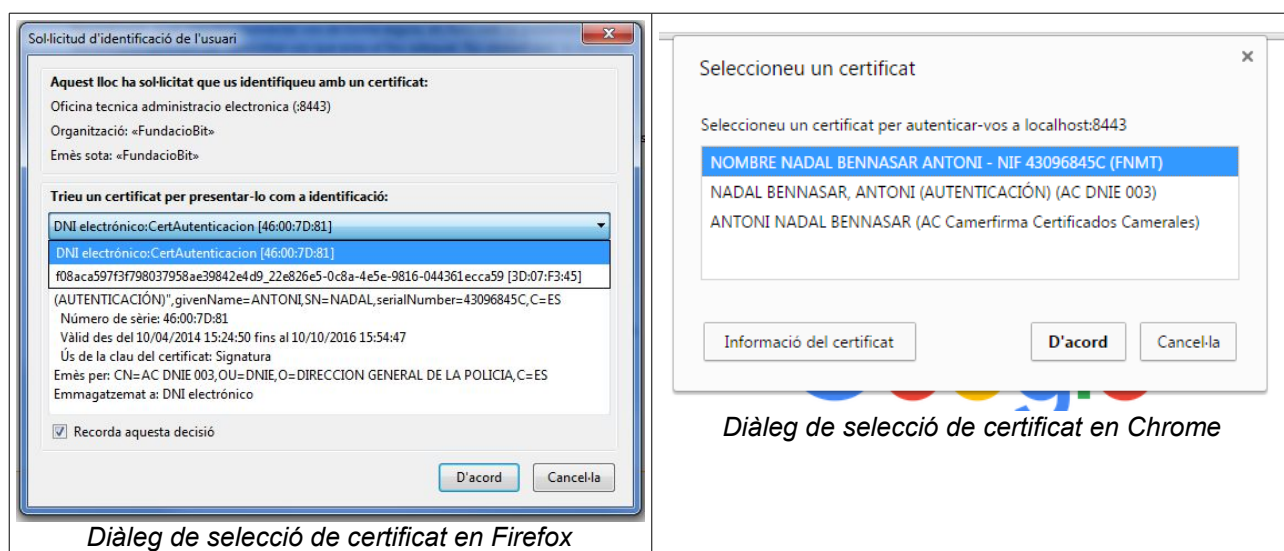 Sol·licitud d'identificació de l'usuari
Aquest lloc ha sol·licitat que us identifiqueu amb un certificat:
Oficina tecnica administracio electronica (:8443)
Organització: «FundacioBit»
Emès sota: «FundacioBit»
Trieu un certificat per presentar-lo com a identificació:
DNI electrónico:CertAutenticacion [46:00:7D:81]
DNI electrónico:CertAutenticacion [46:00:7D:81]
f08aca597f3f798037958ae39842e4d9_22e826e5-0c8a-4e5e-9816-044361ecca59 [3D:07:F3:45]
(AUTENTICACIÓN)",givenName=ANTONI,SN=NADAL,serialNumber=43096845C,C=ES
Número de sèrie: 46:00:7D:81
Vàlid des del 10/04/2014 15:24:50 fins al 10/10/2016 15:54:47
Ús de la clau del certificat: Signatura
Emès per: CN=AC DNIE 003,OU=DNIE,O=DIRECCION GENERAL DE LA POLICIA,C=ES
Emmagatzemat a: DNI electrónico
Recorda aquesta decisió
D'acord Cancel·la
Diàleg de selecció de certificat en Firefox
Seleccioneu un certificat
Seleccioneu un certificat per autenticar-vos a localhost:8443
NOMBRE NADAL BENNASAR ANTONI - NIF 43096845C (FNMT)
NADAL BENNASAR, ANTONI (AUTENTICACIÓN) (AC DNIE 003)
ANTONI NADAL BENNASAR (AC Camerfirma Certificados Camerales)
Informació del certificat D'acord Cancel·la
Diàleg de selecció de certificat en Chrome